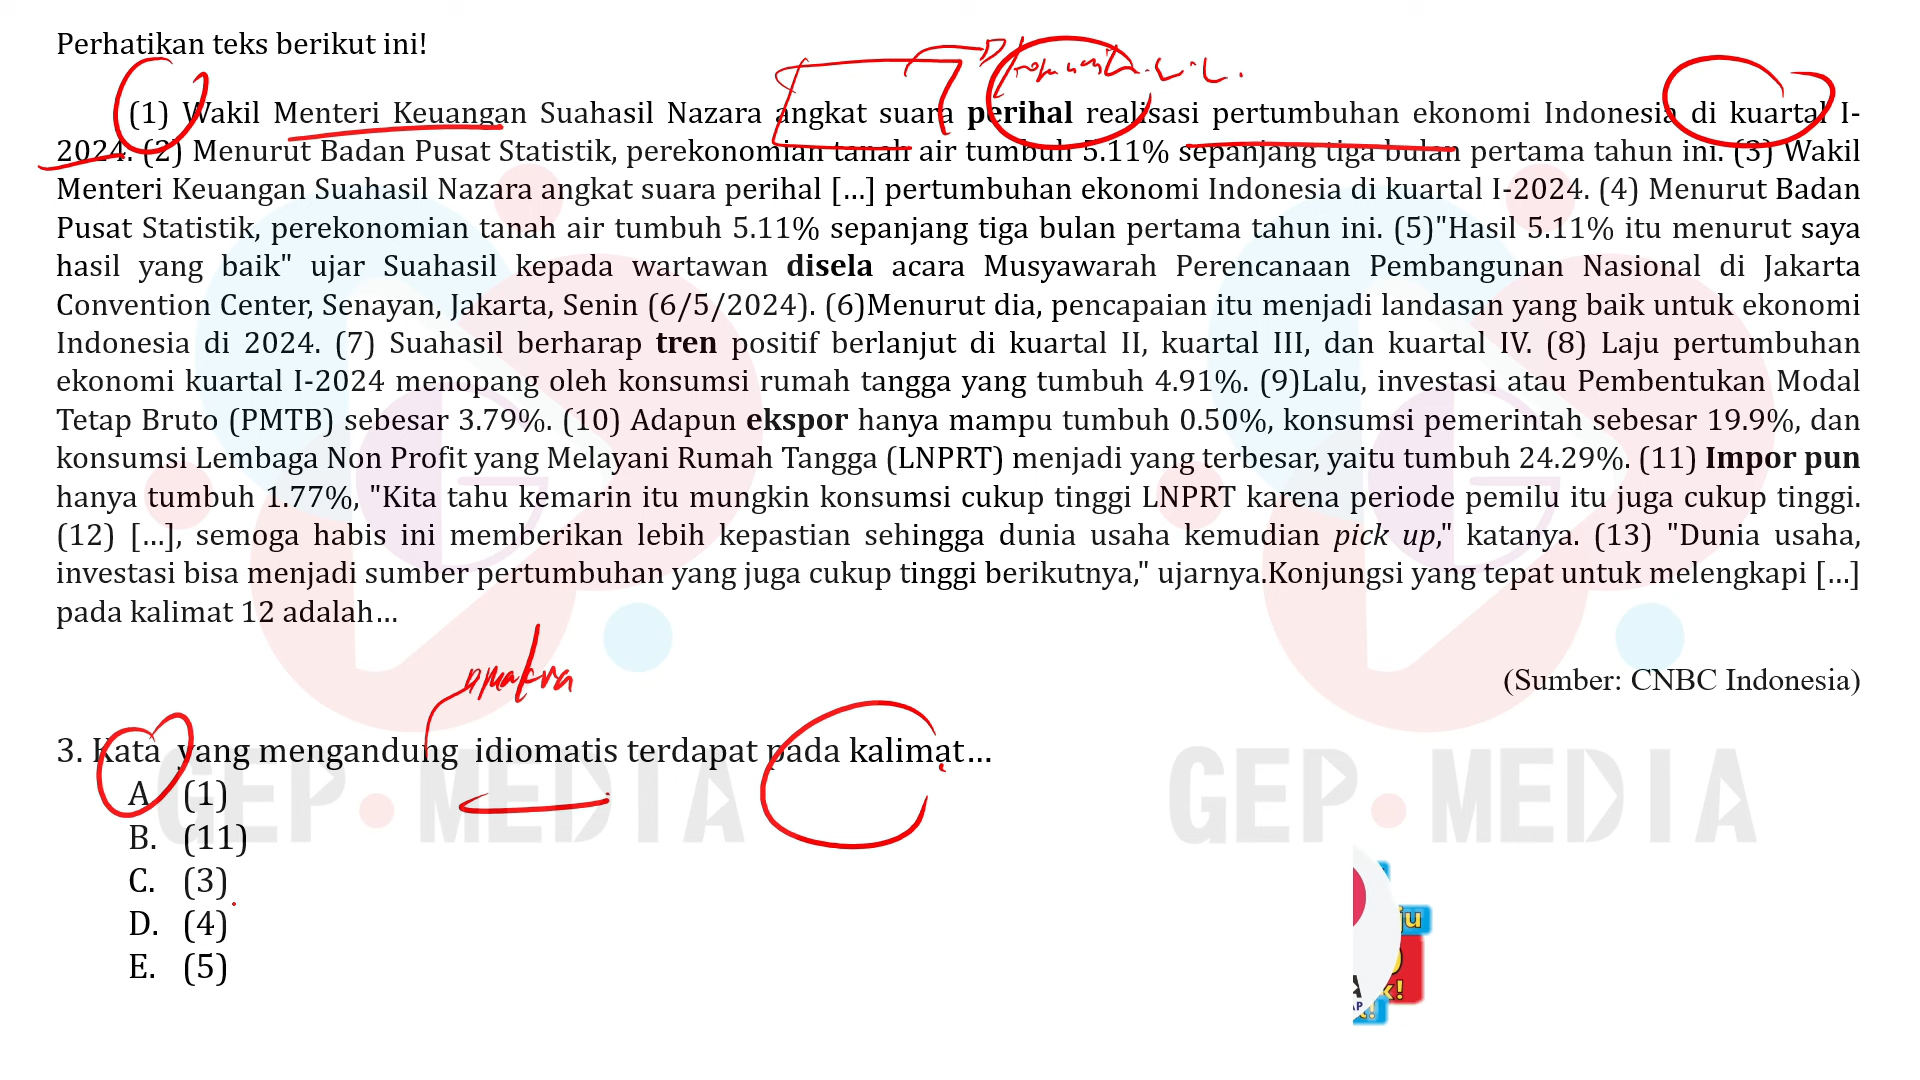 Perhatikan teks berikut ini!
(1) Wakil Menteri Keuangan Suahasil Nazara angkat suara perihal realisasi pertumbuhan ekonomi Indonesia di kuartal I-
2024. (2) Menurut Badan Pusat Statistik, perekonomian tanah air tumbuh 5.11% sepanjang tiga bulan pertama tahun ini. (3) Wakil
Menteri Keuangan Suahasil Nazara angkat suara perihal [...] pertumbuhan ekonomi Indonesia di kuartal I-2024. (4) Menurut Badan
Pusat Statistik, perekonomian tanah air tumbuh 5.11% sepanjang tiga bulan pertama tahun ini. (5)"Hasil 5.11% itu menurut saya
hasil yang baik" ujar Suahasil kepada wartawan disela acara Musyawarah Perencanaan Pembangunan Nasional di Jakarta
Convention Center, Senayan, Jakarta, Senin (6/5/2024). (6)Menurut dia, pencapaian itu menjadi landasan yang baik untuk ekonomi
Indonesia di 2024. (7) Suahasil berharap tren positif berlanjut di kuartal II, kuartal III, dan kuartal IV. (8) Laju pertumbuhan
ekonomi kuartal I-2024 menopang oleh konsumsi rumah tangga yang tumbuh 4.91%. (9)Lalu, investasi atau Pembentukan Modal
Tetap Bruto (PMTB) sebesar 3.79%. (10) Adapun ekspor hanya mampu tumbuh 0.50%, konsumsi pemerintah sebesar 19.9%, dan
konsumsi Lembaga Non Profit yang Melayani Rumah Tangga (LNPRT) menjadi yang terbesar, yaitu tumbuh 24.29%. (11) Impor pun
hanya tumbuh 1.77%, "Kita tahu kemarin itu mungkin konsumsi cukup tinggi LNPRT karena periode pemilu itu juga cukup tinggi.
(12) [...], semoga habis ini memberikan lebih kepastian sehingga dunia usaha kemudian pick up," katanya. (13) "Dunia usaha,
investasi bisa menjadi sumber pertumbuhan yang juga cukup tinggi berikutnya," ujarnya.Konjungsi yang tepat untuk melengkapi [...]
pada kalimat 12 adalah...
(Sumber: CNBC Indonesia)
3. Kata yang mengandung idiomatis terdapat pada kalimat...
A. (1)
B. (11)
C. (3)
D. (4)
E. (5)
GEP MEDIA
GEP MEDIA